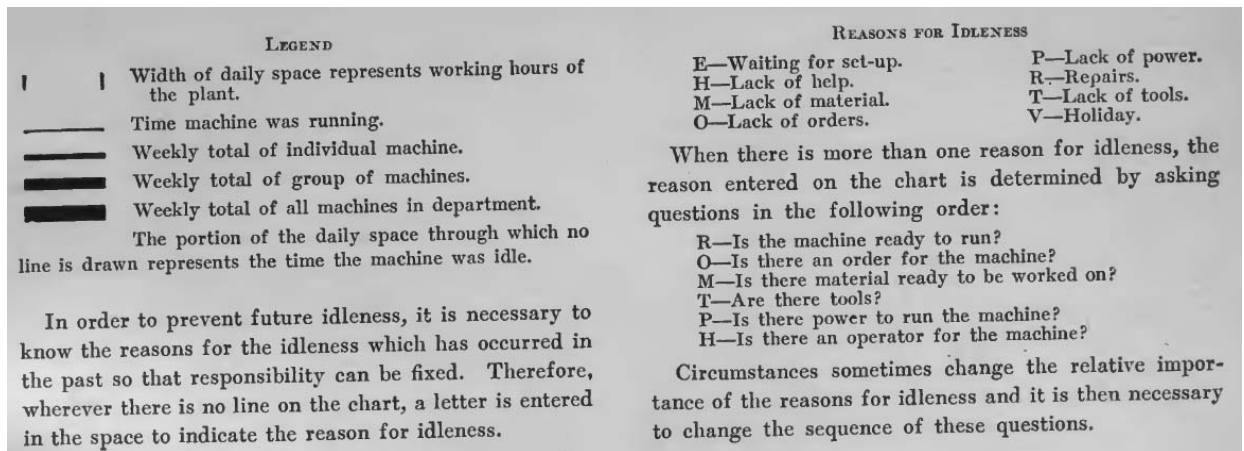 LEGEND
Width of daily space represents working hours of
the plant.
Time machine was running.
Weekly total of individual machine.
Weekly total of group of machines.
Weekly total of all machines in department.
The portion of the daily space through which no
line is drawn represents the time the machine was idle.
In order to prevent future idleness, it is necessary to
know the reasons for the idleness which has occurred in
the past so that responsibility can be fixed. Therefore,
wherever there is no line on the chart, a letter is entered
in the space to indicate the reason for idleness.
REASONS FOR IDLENESS
E—Waiting for set-up.
H—Lack of help.
M—Lack of material.
O—Lack of orders.
P—Lack of power.
R—Repairs.
T—Lack of tools.
V—Holiday.
When there is more than one reason for idleness, the
reason entered on the chart is determined by asking
questions in the following order:
R—Is the machine ready to run?
O—Is there an order for the machine?
M—Is there material ready to be worked on?
T—Are there tools?
P—Is there power to run the machine?
H—Is there an operator for the machine?
Circumstances sometimes change the relative impor-
tance of the reasons for idleness and it is then necessary
to change the sequence of these questions.